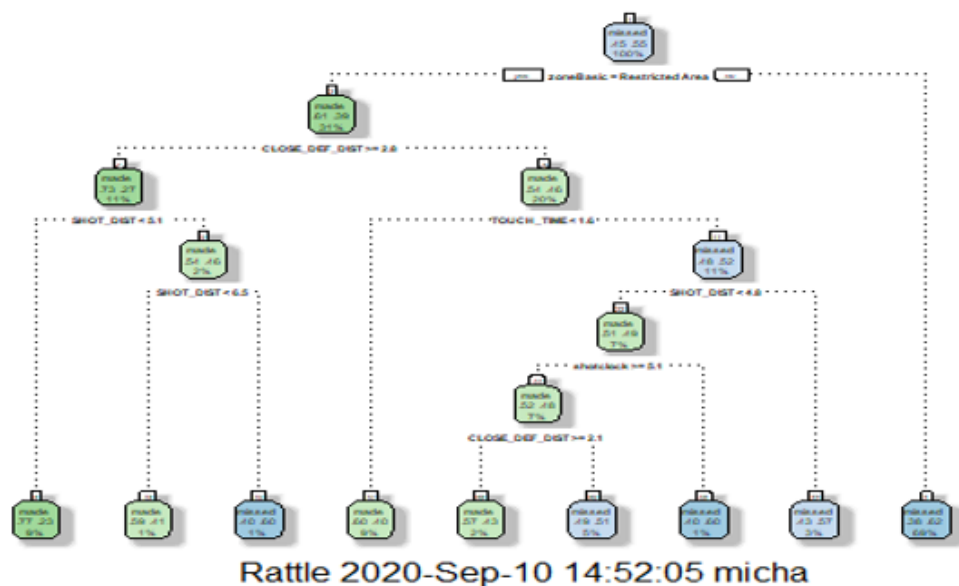 missed
.45 .55
100%
yes zoneBasic = Restricted Area no
made
.61 .39
31%
CLOSE_DEF_DIST >= 2.8
made
.73 .27
11%
made
.54 .46
20%
SHOT_DIST < 5.1
TOUCH_TIME < 1.6
made
.54 .46
2%
missed
.48 .52
11%
SHOT_DIST < 6.5
SHOT_DIST < 4.8
made
.51 .49
7%
shotclock >= 5.1
made
.52 .48
7%
CLOSE_DEF_DIST >= 2.1
made made missed made made missed missed missed missed
.77 .23 .59 .41 .40 .60 .60 .40 .57 .43 .49 .51 .40 .60 .43 .57 .38 .62
9% 1% 1% 9% 2% 5% 1% 3% 69%
Rattle 2020-Sep-10 14:52:05 micha